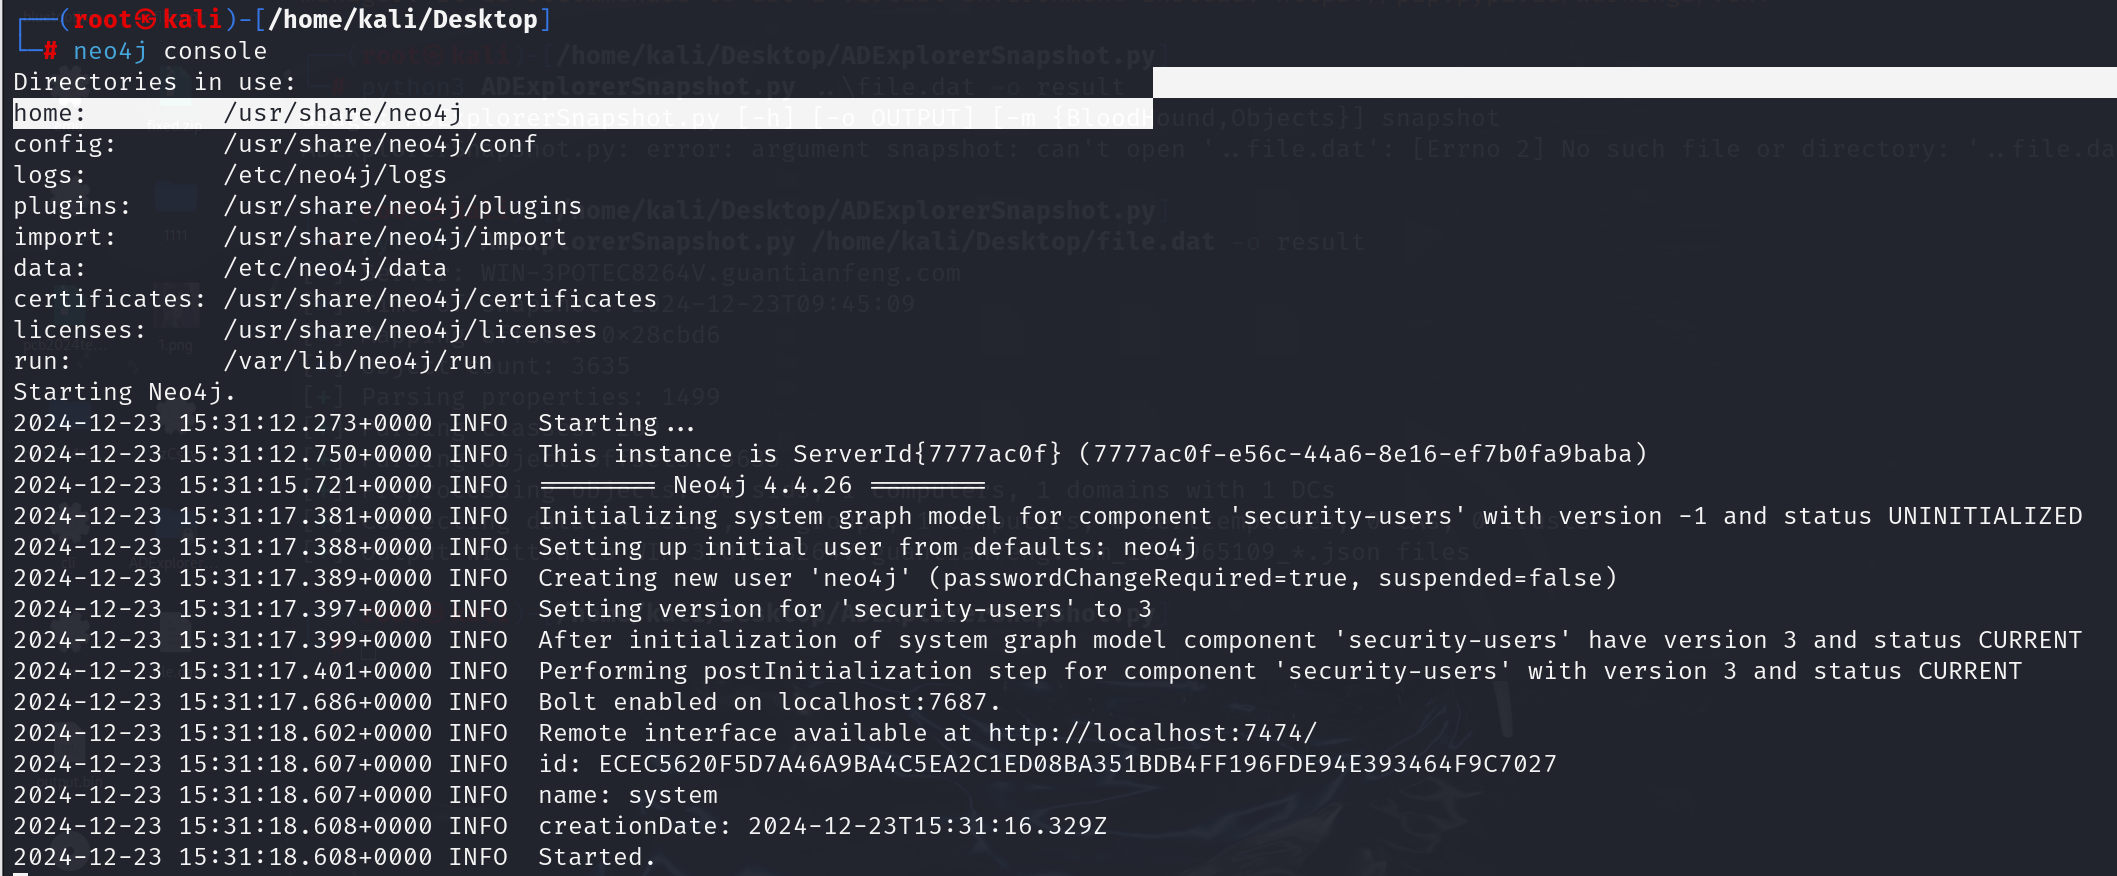 (root㉿kali)-[/home/kali/Desktop]
# neo4j console
Directories in use:
home:         /usr/share/neo4j
config:       /usr/share/neo4j/conf
logs:         /etc/neo4j/logs
plugins:      /usr/share/neo4j/plugins
import:       /usr/share/neo4j/import
data:         /etc/neo4j/data
certificates: /usr/share/neo4j/certificates
licenses:     /usr/share/neo4j/licenses
run:          /var/lib/neo4j/run
Starting Neo4j.
2024-12-23 15:31:12.273+0000 INFO  Starting...
2024-12-23 15:31:12.750+0000 INFO  This instance is ServerId{7777ac0f} (7777ac0f-e56c-44a6-8e16-ef7b0fa9baba)
2024-12-23 15:31:15.721+0000 INFO  ======== Neo4j 4.4.26 ========
2024-12-23 15:31:17.381+0000 INFO  Initializing system graph model for component 'security-users' with version -1 and status UNINITIALIZED
2024-12-23 15:31:17.388+0000 INFO  Setting up initial user from defaults: neo4j
2024-12-23 15:31:17.389+0000 INFO  Creating new user 'neo4j' (passwordChangeRequired=true, suspended=false)
2024-12-23 15:31:17.397+0000 INFO  Setting version for 'security-users' to 3
2024-12-23 15:31:17.399+0000 INFO  After initialization of system graph model component 'security-users' have version 3 and status CURRENT
2024-12-23 15:31:17.401+0000 INFO  Performing postInitialization step for component 'security-users' with version 3 and status CURRENT
2024-12-23 15:31:17.686+0000 INFO  Bolt enabled on localhost:7687.
2024-12-23 15:31:18.602+0000 INFO  Remote interface available at http://localhost:7474/
2024-12-23 15:31:18.607+0000 INFO  id: ECEC5620F5D7A46A9BA4C5EA2C1ED08BA351BDB4FF196FDE94E393464F9C7027
2024-12-23 15:31:18.607+0000 INFO  name: system
2024-12-23 15:31:18.608+0000 INFO  creationDate: 2024-12-23T15:31:16.329Z
2024-12-23 15:31:18.608+0000 INFO  Started.